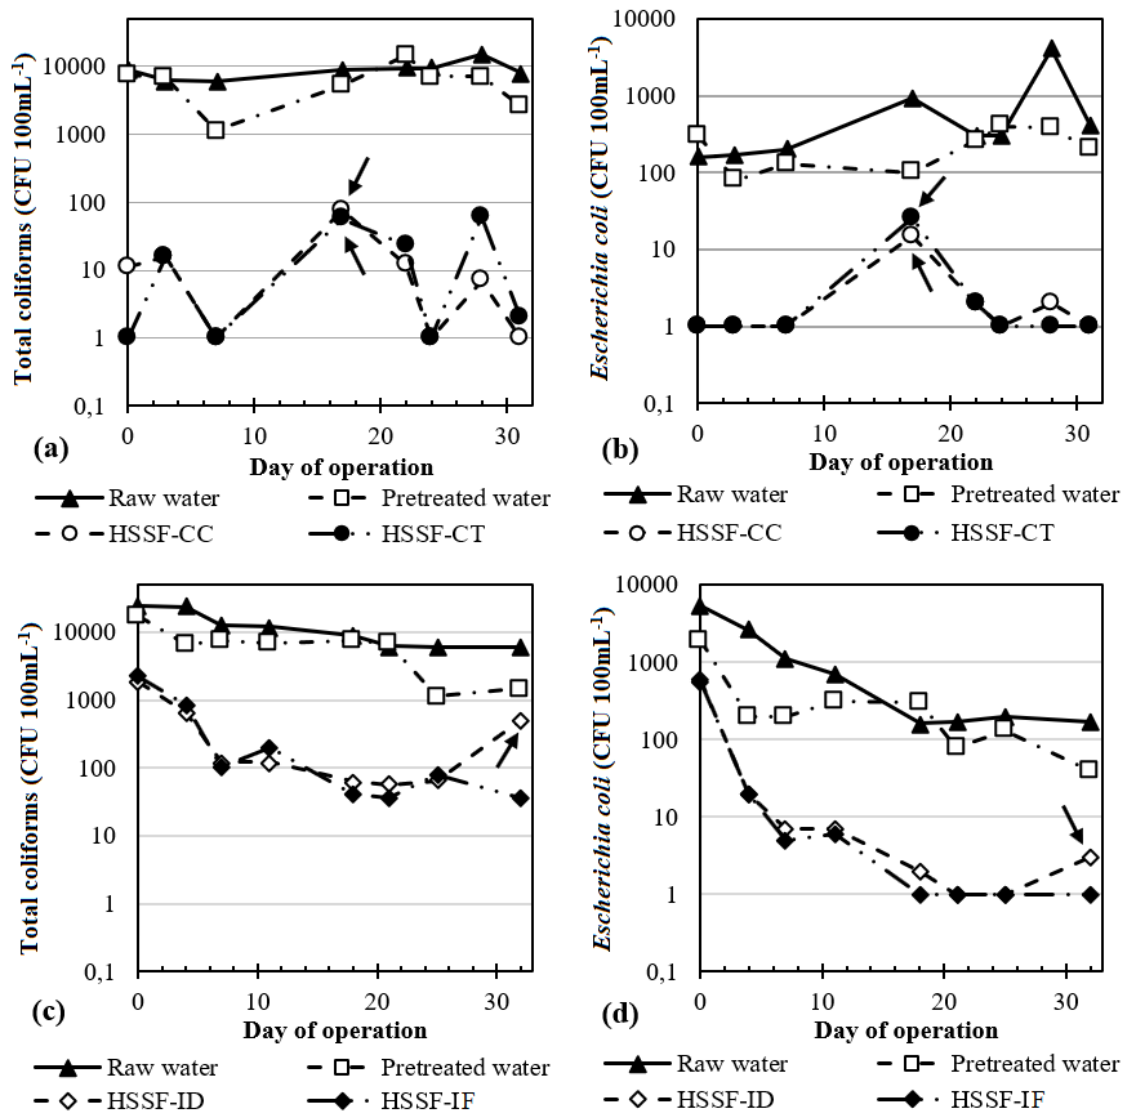 Total coliforms (CFU 100mL⁻¹)
10000
1000
100
10
1
0,1
0 10 20 30
(a)
Day of operation
Raw water Pretreated water
HSSF-CC HSSF-CT
Escherichia coli (CFU 100mL⁻¹)
10000
1000
100
10
1
0,1
0 10 20 30
(b)
Day of operation
Raw water Pretreated water
HSSF-CC HSSF-CT
Total coliforms (CFU 100mL⁻¹)
10000
1000
100
10
1
0,1
0 10 20 30
(c)
Day of operation
Raw water Pretreated water
HSSF-ID HSSF-IF
Escherichia coli (CFU 100mL⁻¹)
10000
1000
100
10
1
0,1
0 10 20 30
(d)
Day of operation
Raw water Pretreated water
HSSF-ID HSSF-IF